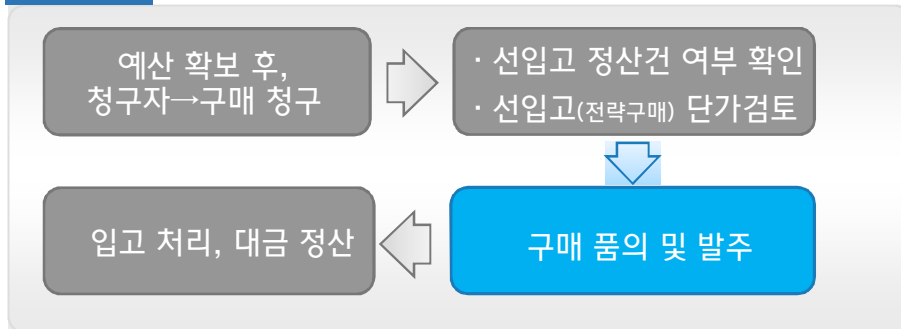 예산 확보 후,
청구자→구매 청구
· 선입고 정산건 여부 확인
· 선입고(전략구매) 단가검토
구매 품의 및 발주
입고 처리, 대금 정산